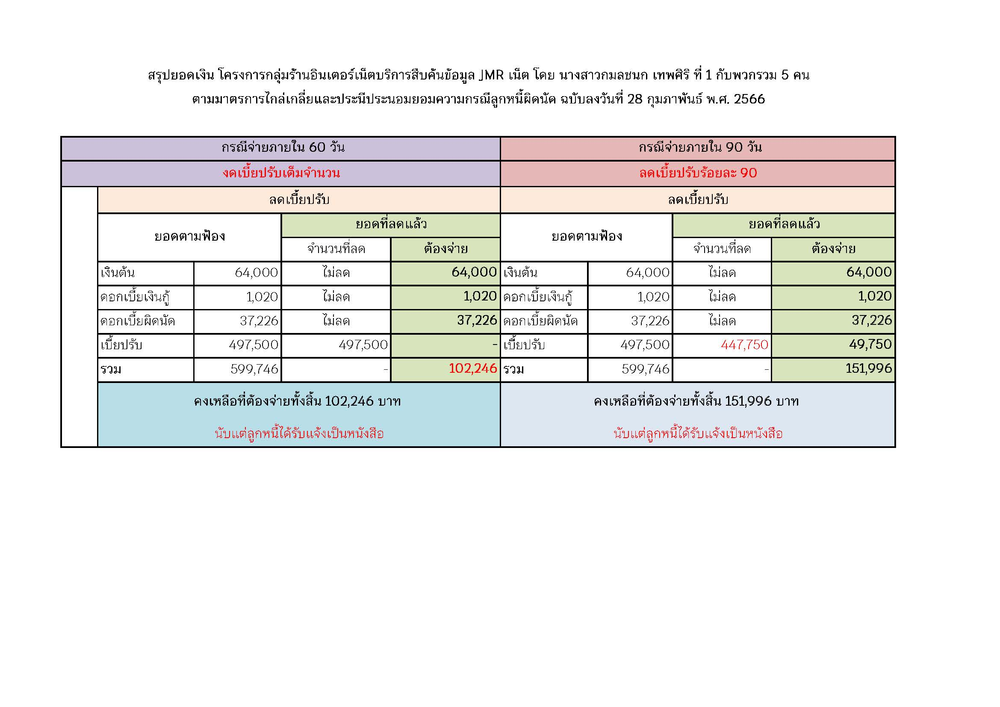 สรุปยอดเงิน โครงการกลุ่มร้านอินเตอร์เน็ตบริการสืบค้นข้อมูล JMR เน็ต โดย นางสาวกมลชนก เทพศิริ ที่ 1 กับพวกรวม 5 คน
ตามมาตรการไกล่เกลี่ยและประนีประนอมยอมความกรณีลูกหนี้ผิดนัด ฉบับลงวันที่ 28 กุมภาพันธ์ พ.ศ. 2566
กรณีจ่ายภายใน 60 วัน กรณีจ่ายภายใน 90 วัน
งดเบี้ยปรับเต็มจำนวน ลดเบี้ยปรับร้อยละ 90
ลดเบี้ยปรับ ลดเบี้ยปรับ
ยอดตามฟ้อง ยอดที่ลดแล้ว ยอดตามฟ้อง ยอดที่ลดแล้ว
จำนวนที่ลด ต้องจ่าย จำนวนที่ลด ต้องจ่าย
เงินต้น 64,000 ไม่ลด 64,000 เงินต้น 64,000 ไม่ลด 64,000
ดอกเบี้ยเงินกู้ 1,020 ไม่ลด 1,020 ดอกเบี้ยเงินกู้ 1,020 ไม่ลด 1,020
ดอกเบี้ยผิดนัด 37,226 ไม่ลด 37,226 ดอกเบี้ยผิดนัด 37,226 ไม่ลด 37,226
เบี้ยปรับ 497,500 497,500 - เบี้ยปรับ 497,500 447,750 49,750
รวม 599,746 - 102,246 รวม 599,746 - 151,996
คงเหลือที่ต้องจ่ายทั้งสิ้น 102,246 บาท คงเหลือที่ต้องจ่ายทั้งสิ้น 151,996 บาท
นับแต่ลูกหนี้ได้รับแจ้งเป็นหนังสือ นับแต่ลูกหนี้ได้รับแจ้งเป็นหนังสือ